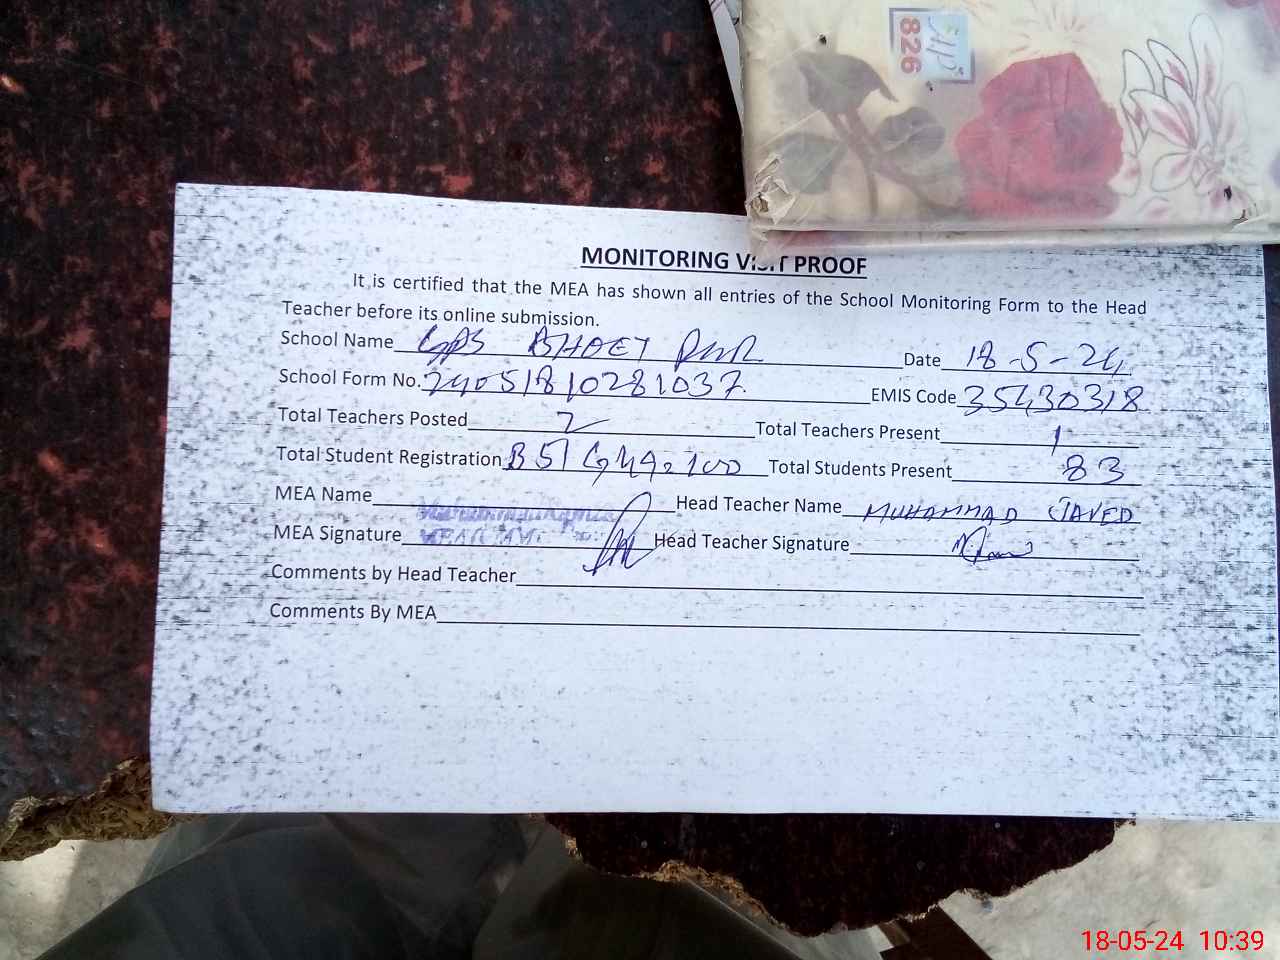 826
MONITORING VISIT PROOF
It is certified that the MEA has shown all entries of the School Monitoring Form to the Head
Teacher before its online submission.
School Name GPS BHOEY PUR Date 18-5-24
School Form No. 24051810281037. EMIS Code 35430318
Total Teachers Posted 2 Total Teachers Present 1
Total Student Registration B 51 G 49=100 Total Students Present 83
MEA Name Head Teacher Name MUHAMMAD JAVED
MEA Signature Head Teacher Signature
Comments by Head Teacher
Comments By MEA
18-05-24 10:39